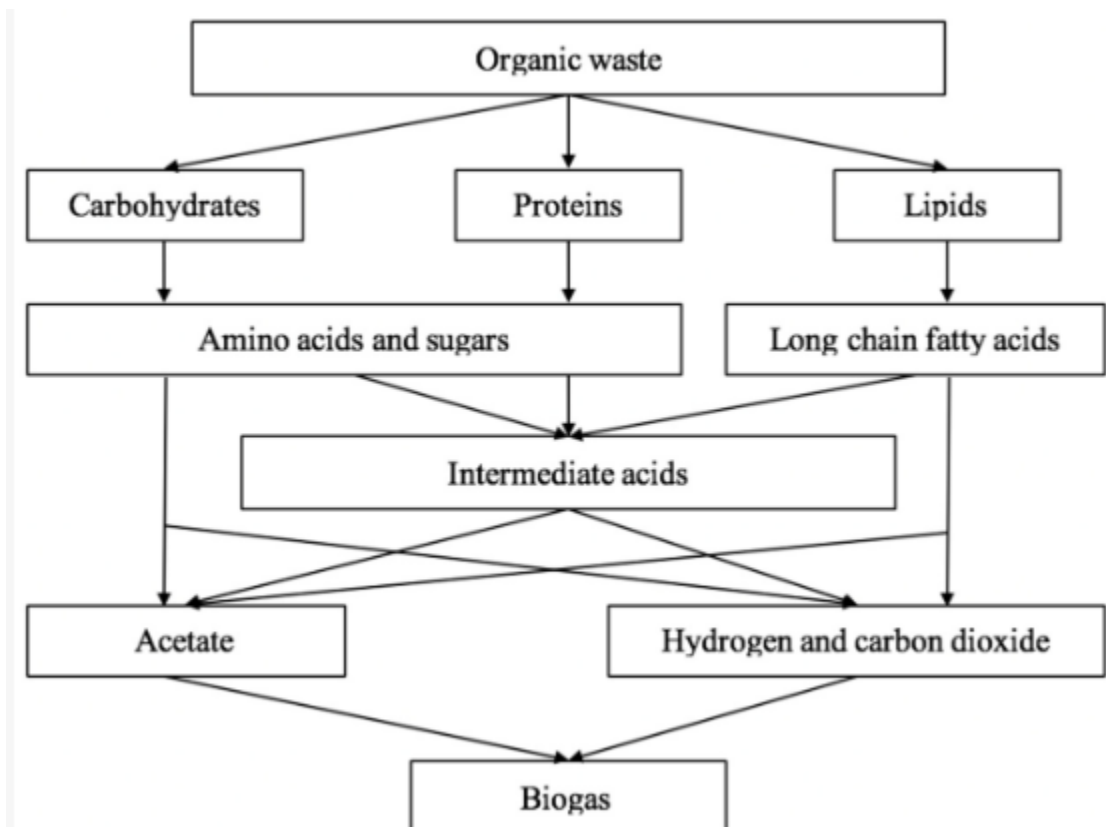 Organic waste
Carbohydrates
Proteins
Lipids
Amino acids and sugars
Long chain fatty acids
Intermediate acids
Acetate
Hydrogen and carbon dioxide
Biogas